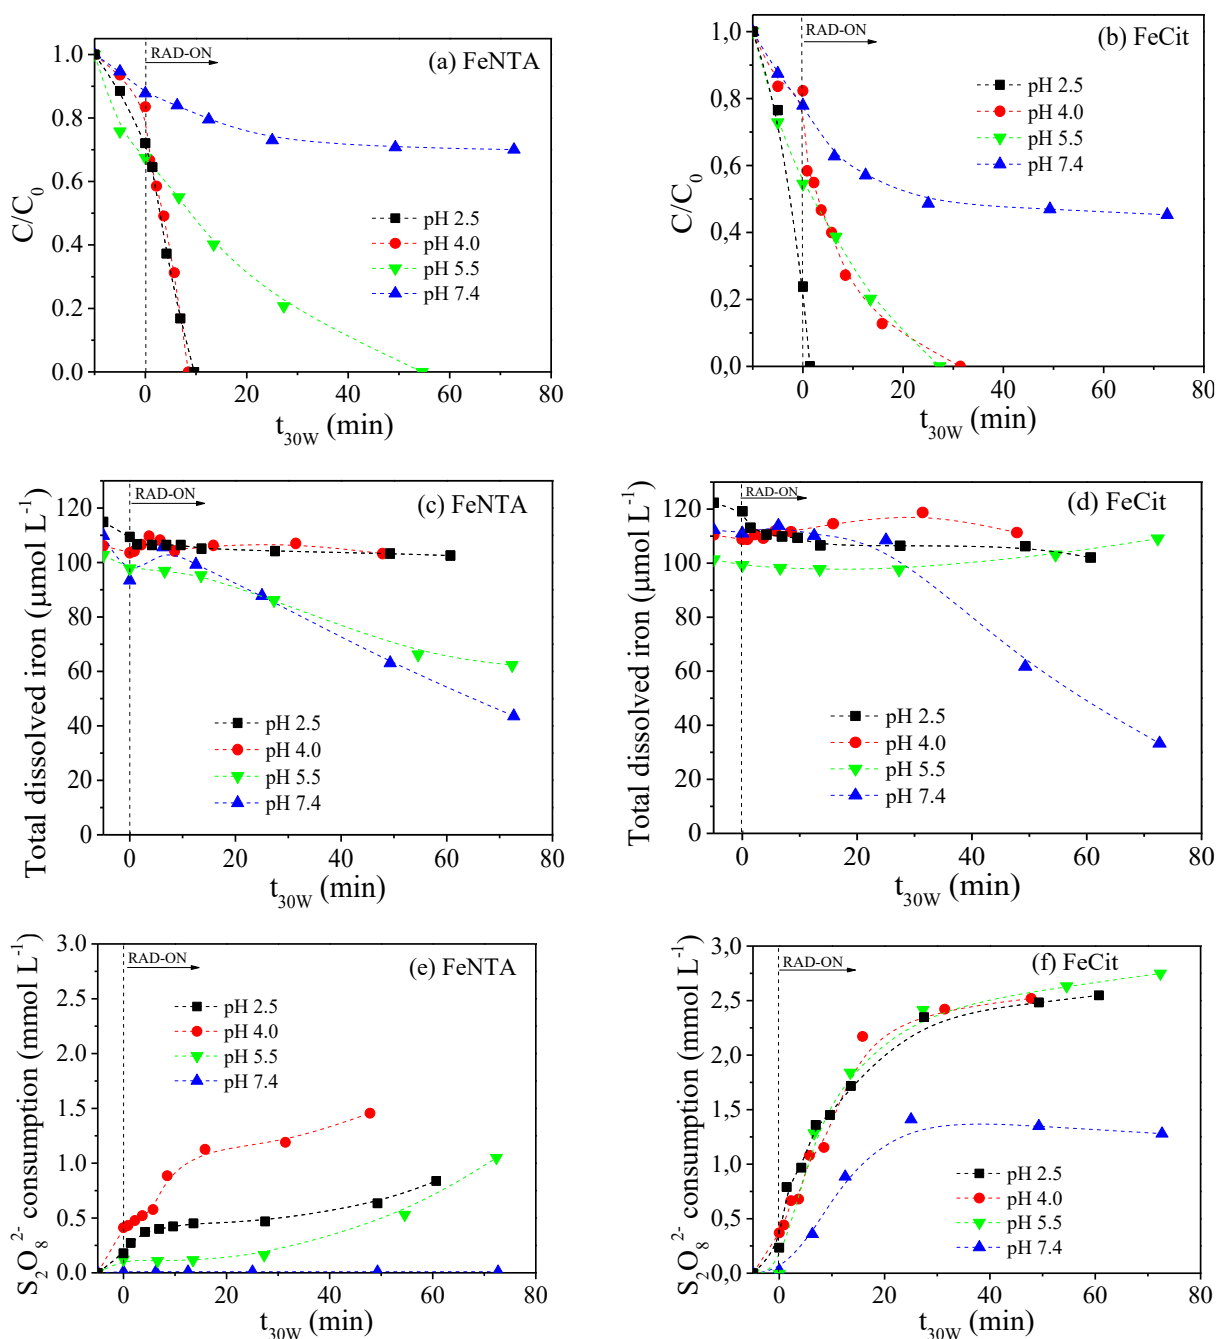 RAD-ON
(a) FeNTA
1.0
0.8
0.6
0.4
0.2
0.0
C/C₀
pH 2.5
pH 4.0
pH 5.5
pH 7.4
0 20 40 60 80
t₃₀W (min)
RAD-ON
(b) FeCit
1,0
0,8
0,6
0,4
0,2
0,0
C/C₀
pH 2.5
pH 4.0
pH 5.5
pH 7.4
0 20 40 60 80
t₃₀W (min)
RAD-ON
(c) FeNTA
120
100
80
60
40
20
0
Total dissolved iron (µmol L⁻¹)
pH 2.5
pH 4.0
pH 5.5
pH 7.4
0 20 40 60 80
t₃₀W (min)
RAD-ON
(d) FeCit
120
100
80
60
40
20
0
Total dissolved iron (µmol L⁻¹)
pH 2.5
pH 4.0
pH 5.5
pH 7.4
0 20 40 60 80
t₃₀W (min)
RAD-ON
(e) FeNTA
3.0
2.5
2.0
1.5
1.0
0.5
0.0
S₂O₈²⁻ consumption (mmol L⁻¹)
pH 2.5
pH 4.0
pH 5.5
pH 7.4
0 20 40 60 80
t₃₀W (min)
RAD-ON
(f) FeCit
3,0
2,5
2,0
1,5
1,0
0,5
0,0
S₂O₈²⁻ consumption (mmol L⁻¹)
pH 2.5
pH 4.0
pH 5.5
pH 7.4
0 20 40 60 80
t₃₀W (min)